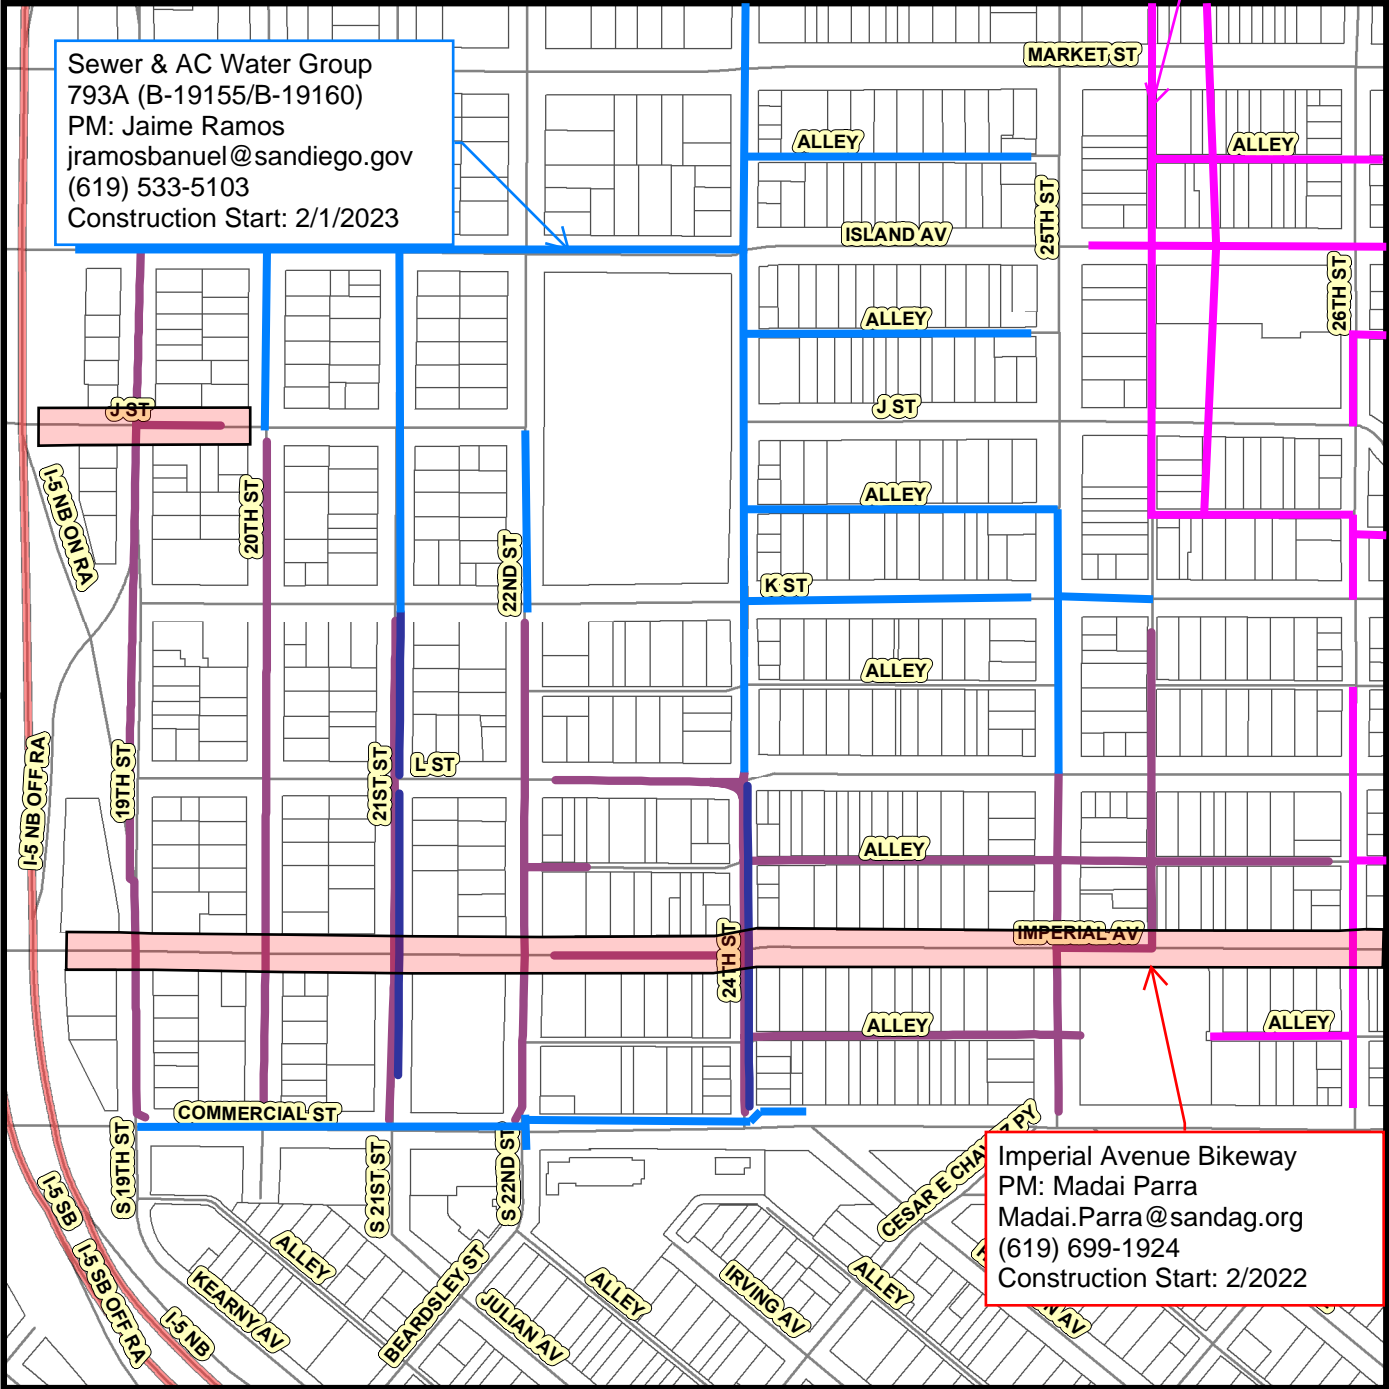 Sewer & AC Water Group
793A (B-19155/B-19160)
PM: Jaime Ramos
jramosbanuel@sandiego.gov
(619) 533-5103
Construction Start: 2/1/2023
MARKET ST
ALLEY
ALLEY
25TH ST
ISLAND AV
26TH ST
ALLEY
J ST
J ST
I-5 NB ON RA
20TH ST
ALLEY
22ND ST
K ST
ALLEY
I-5 NB OFF RA
19TH ST
21ST ST
L ST
ALLEY
24TH ST
IMPERIAL AV
ALLEY
ALLEY
COMMERCIAL ST
S 19TH ST
S 21ST ST
S 22ND ST
CESAR E CHAVEZ PY
Imperial Avenue Bikeway
PM: Madai Parra
Madai.Parra@sandag.org
(619) 699-1924
Construction Start: 2/2022
I-5 SB
I-5 SB OFF RA
I-5 NB
KEARNY AV
ALLEY
BEARDSLEY ST
JULIAN AV
ALLEY
IRVING AV
ALLEY
AV